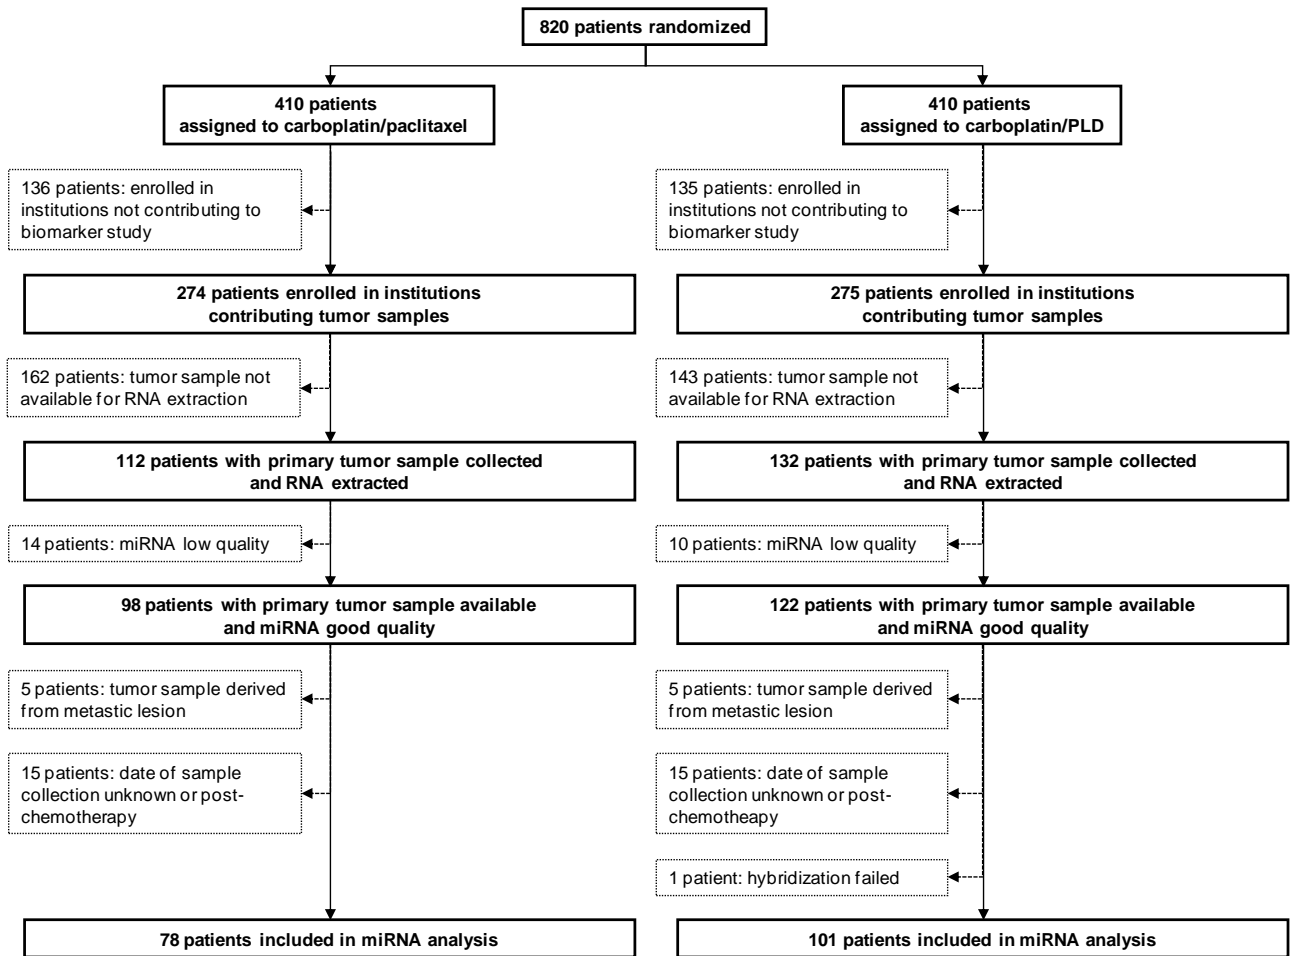 820 patients randomized
410 patients
assigned to carboplatin/paclitaxel
410 patients
assigned to carboplatin/PLD
136 patients: enrolled in
institutions not contributing to
biomarker study
135 patients: enrolled in
institutions not contributing to
biomarker study
274 patients enrolled in institutions
contributing tumor samples
275 patients enrolled in institutions
contributing tumor samples
162 patients: tumor sample not
available for RNA extraction
143 patients: tumor sample not
available for RNA extraction
112 patients with primary tumor sample collected
and RNA extracted
132 patients with primary tumor sample collected
and RNA extracted
14 patients: miRNA low quality
10 patients: miRNA low quality
98 patients with primary tumor sample available
and miRNA good quality
122 patients with primary tumor sample available
and miRNA good quality
5 patients: tumor sample derived
from metastic lesion
5 patients: tumor sample derived
from metastic lesion
15 patients: date of sample
collection unknown or post-
chemotherapy
15 patients: date of sample
collection unknown or post-
chemotheapy
1 patient: hybridization failed
78 patients included in miRNA analysis
101 patients included in miRNA analysis